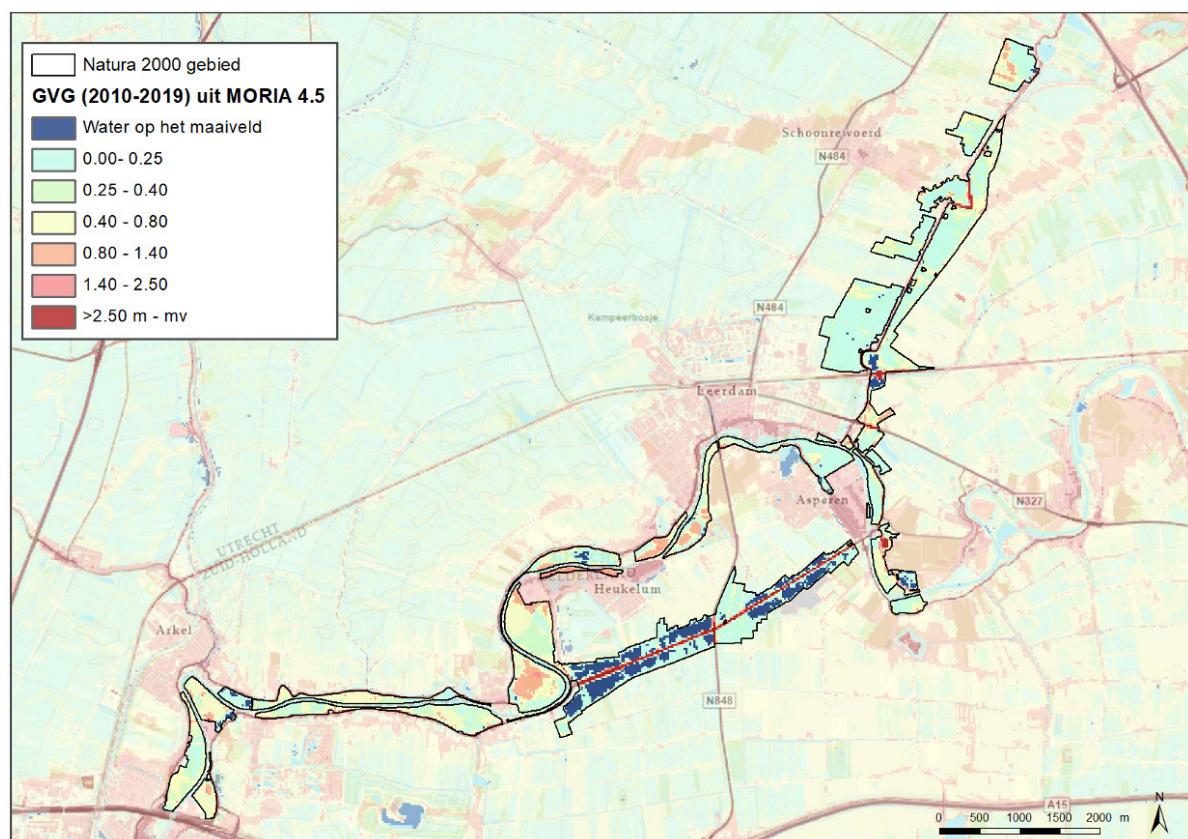 Natura 2000 gebied
GVG (2010-2019) uit MORIA 4.5
Water op het maaiveld
0.00- 0.25
0.25 - 0.40
0.40 - 0.80
0.80 - 1.40
1.40 - 2.50
>2.50 m - mv
Schoonrewoerd
N484
N484
Kampeerbosje
Leerdam
N327
Asperen
UTRECHT
ZUID-HOLLAND
Heukelum
Arkel
N848
A15
N
0 500 1000 1500 2000 m